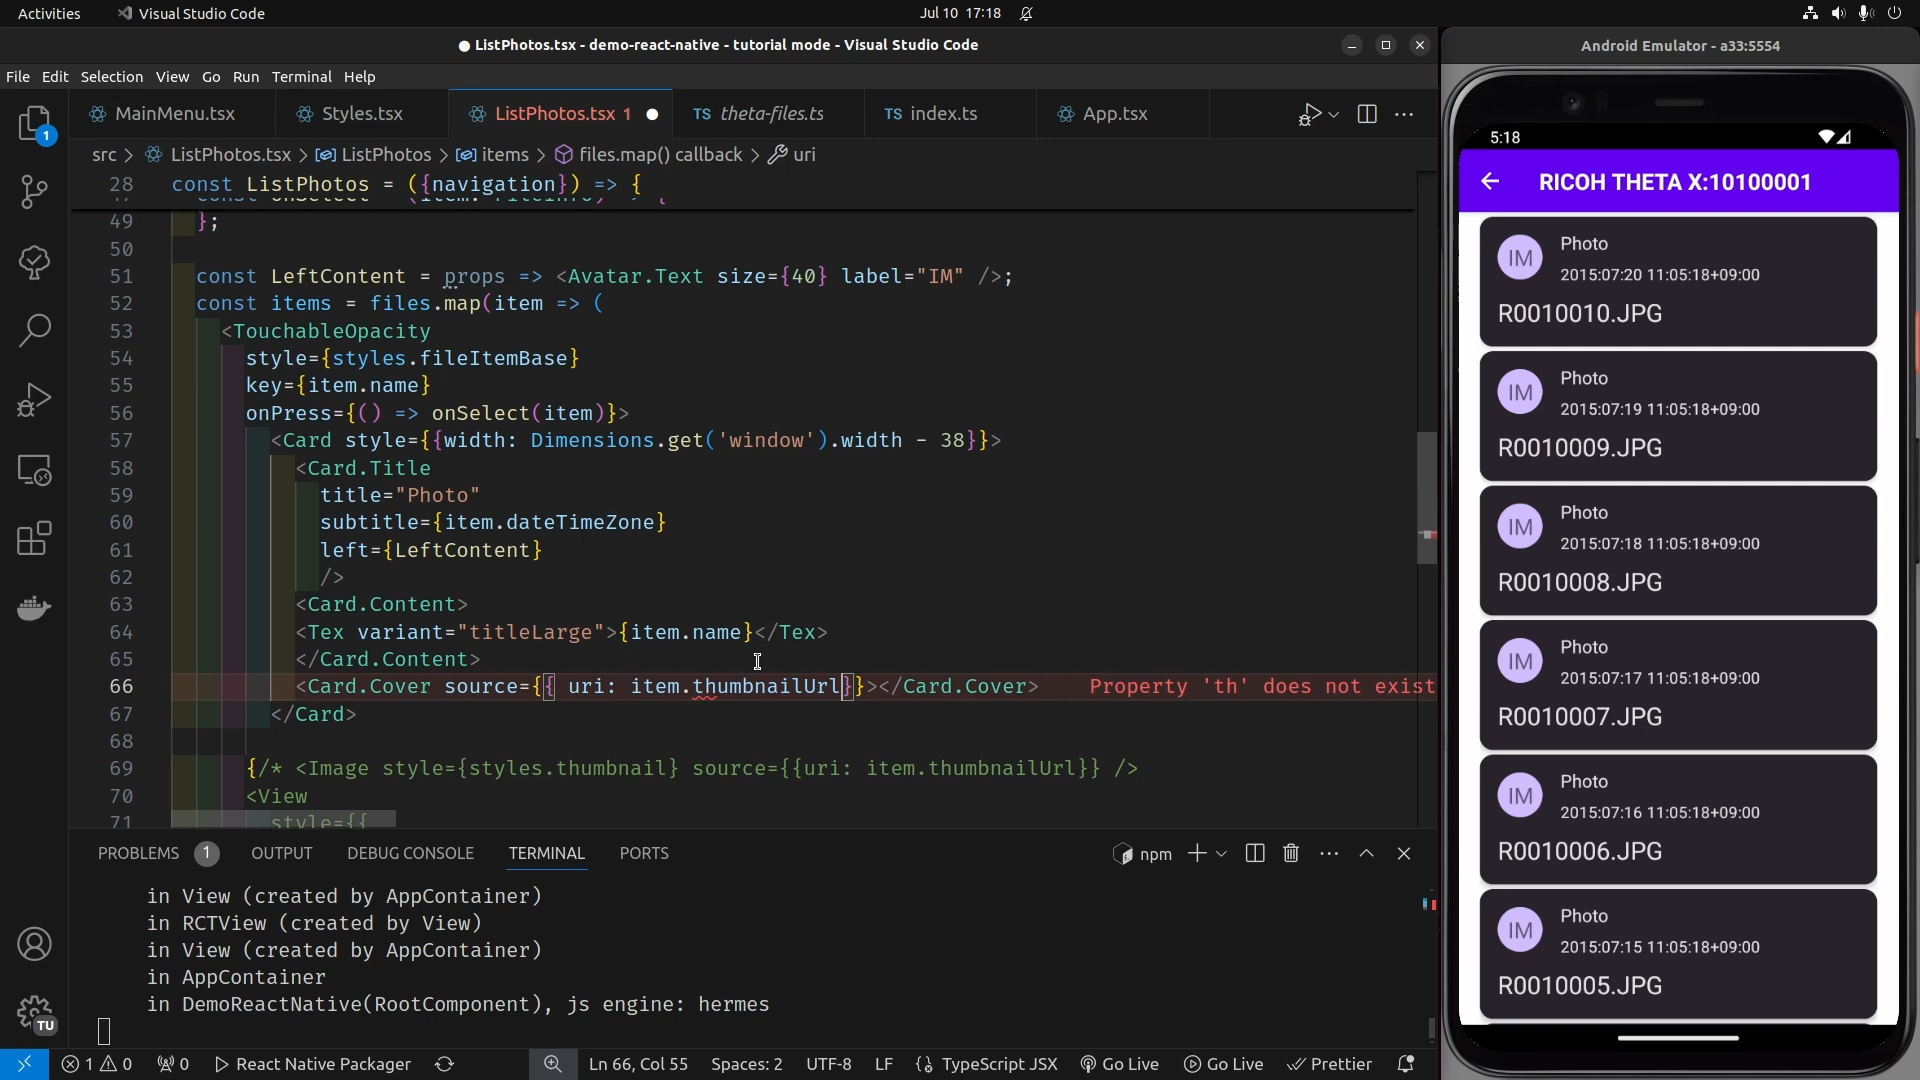 Activities
Visual Studio Code
Jul 10 17:18
ListPhotos.tsx - demo-react-native - tutorial mode - Visual Studio Code
Android Emulator - a33:5554
File Edit Selection View Go Run Terminal Help
MainMenu.tsx
Styles.tsx
ListPhotos.tsx 1
TS theta-files.ts
TS index.ts
App.tsx
1
src > ListPhotos.tsx > ListPhotos > items > files.map() callback > uri
28 const ListPhotos = ({navigation}) => {
49 };
50
51 const LeftContent = props => <Avatar.Text size={40} label="IM" />;
52 const items = files.map(item => (
53 <TouchableOpacity
54 style={styles.fileItemBase}
55 key={item.name}
56 onPress={() => onSelect(item)}>
57 <Card style={{width: Dimensions.get('window').width - 38}}>
58 <Card.Title
59 title="Photo"
60 subtitle={item.dateTimeZone}
61 left={LeftContent}
62 />
63 <Card.Content>
64 <Tex variant="titleLarge">{item.name}</Tex>
65 </Card.Content>
66 <Card.Cover source={{ uri: item.thumbnailUrl}}></Card.Cover> Property 'th' does not exist
67 </Card>
68
69 {/* <Image style={styles.thumbnail} source={{uri: item.thumbnailUrl}} />
70 <View
71 style={{
PROBLEMS 1 OUTPUT DEBUG CONSOLE TERMINAL PORTS
npm
in View (created by AppContainer)
in RCTView (created by View)
in View (created by AppContainer)
in AppContainer
in DemoReactNative(RootComponent), js engine: hermes
TU
1 0
0
React Native Packager
Ln 66, Col 55
Spaces: 2
UTF-8
LF
TypeScript JSX
Go Live
Go Live
Prettier
5:18
RICOH THETA X:10100001
IM
Photo
2015:07:20 11:05:18+09:00
R0010010.JPG
IM
Photo
2015:07:19 11:05:18+09:00
R0010009.JPG
IM
Photo
2015:07:18 11:05:18+09:00
R0010008.JPG
IM
Photo
2015:07:17 11:05:18+09:00
R0010007.JPG
IM
Photo
2015:07:16 11:05:18+09:00
R0010006.JPG
IM
Photo
2015:07:15 11:05:18+09:00
R0010005.JPG